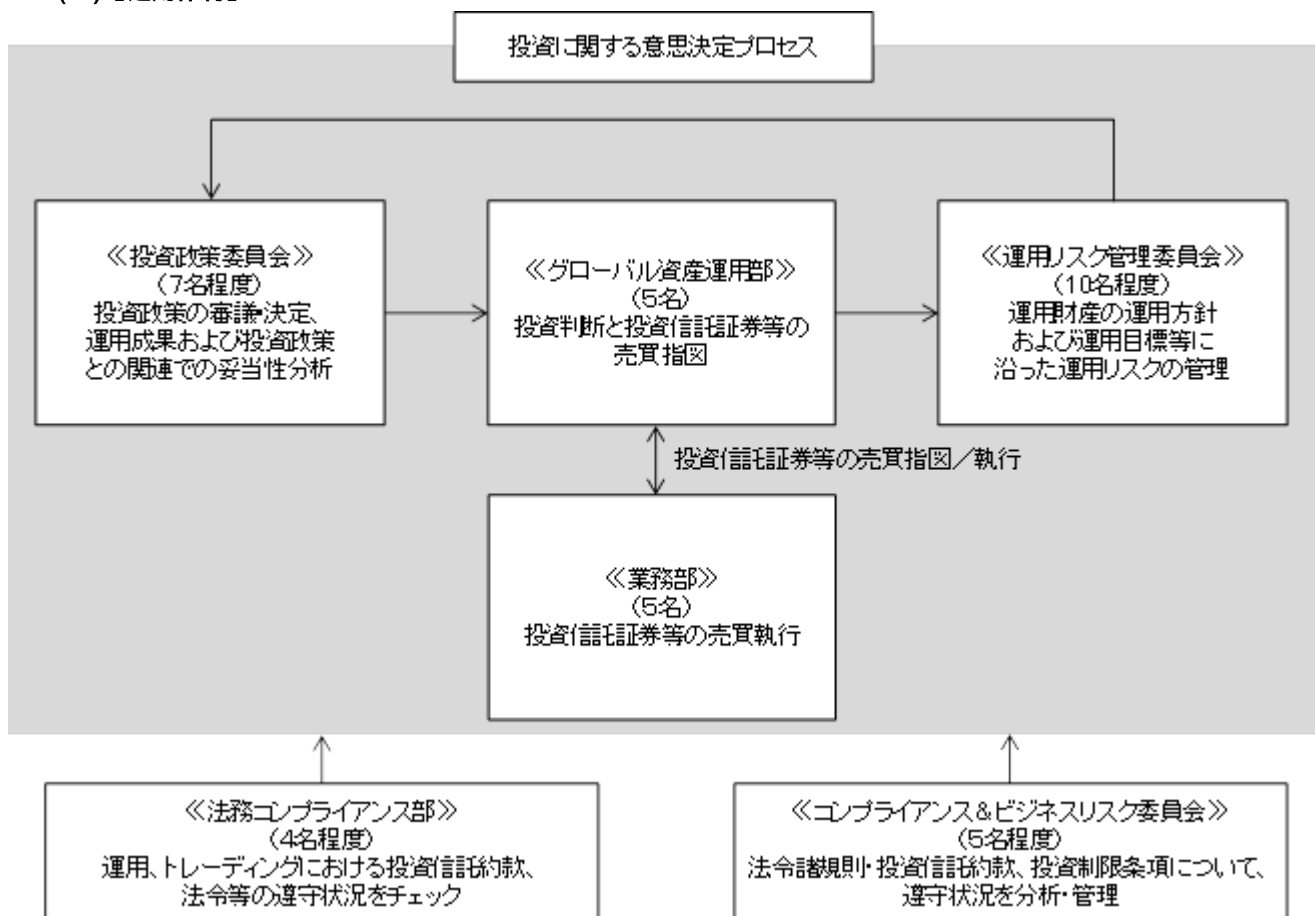 投資に関する意思決定プロセス
≪投資政策委員会≫
(7名程度)
投資政策の審議・決定、
運用成果および投資政策
との関連での妥当性分析
≪グローバル資産運用部≫
(5名)
投資判断と投資信託証券等の
売買指図
≪運用リスク管理委員会≫
(10名程度)
運用財産の運用方針
および運用目標等に
沿った運用リスクの管理
投資信託証券等の売買指図/執行
≪業務部≫
(5名)
投資信託証券等の売買執行
≪法務コンプライアンス部≫
(4名程度)
運用、トレーディングにおける投資信託約款、
法令等の遵守状況をチェック
≪コンプライアンス&ビジネスリスク委員会≫
(5名程度)
法令諸規則・投資信託約款、投資制限条項について、
遵守状況を分析・管理